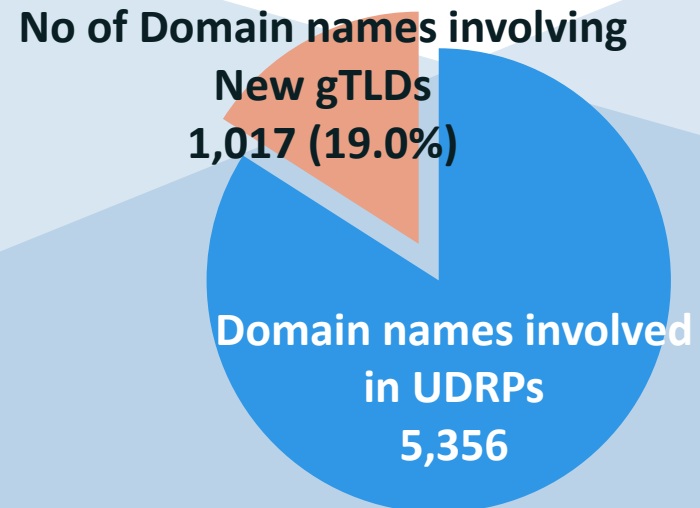 No of Domain names involving
New gTLDs
1,017 (19.0%)
Domain names involved
in UDRPs
5,356